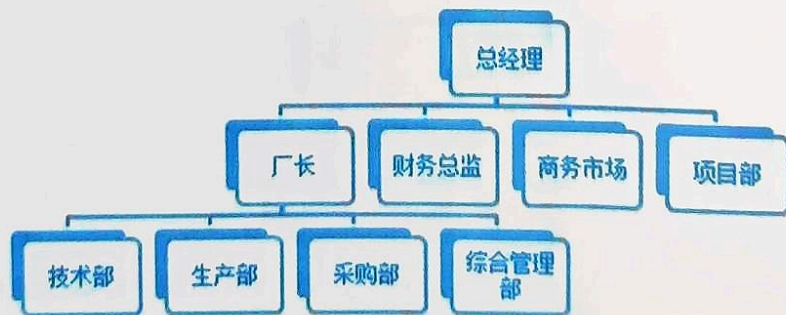 总经理
厂长
财务总监
商务市场
项目部
技术部
生产部
采购部
综合管理
部